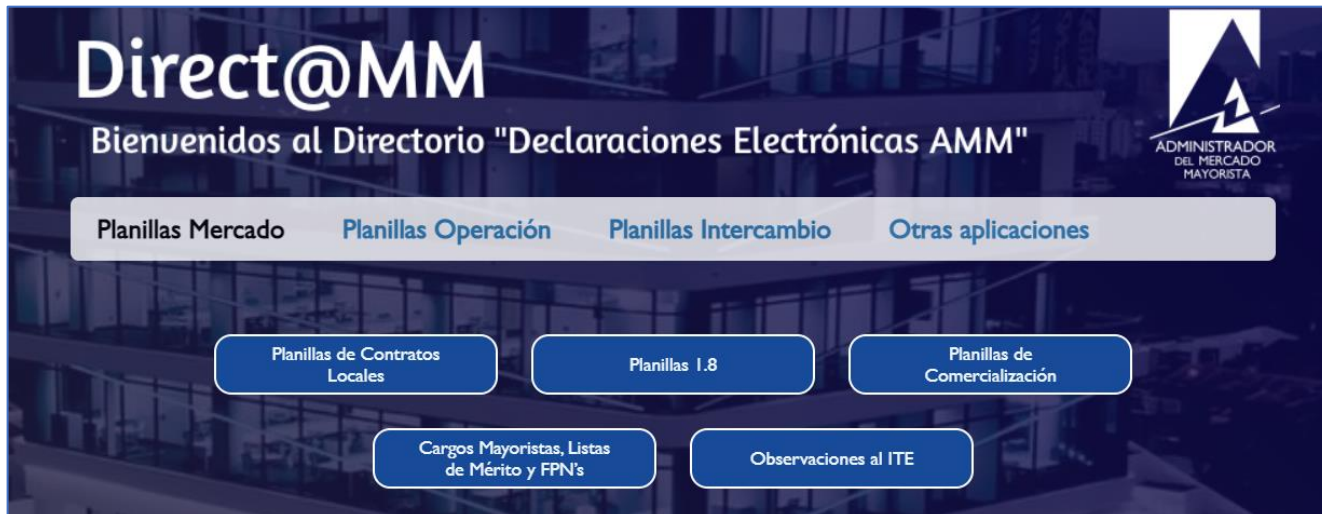 Direct@MM
Bienvenidos al Directorio "Declaraciones Electrónicas AMM"
ADMINISTRADOR
DEL MERCADO
MAYORISTA
Planillas Mercado
Planillas Operación
Planillas Intercambio
Otras aplicaciones
Planillas de Contratos
Locales
Planillas 1.8
Planillas de
Comercialización
Cargos Mayoristas, Listas
de Mérito y FPN's
Observaciones al ITE